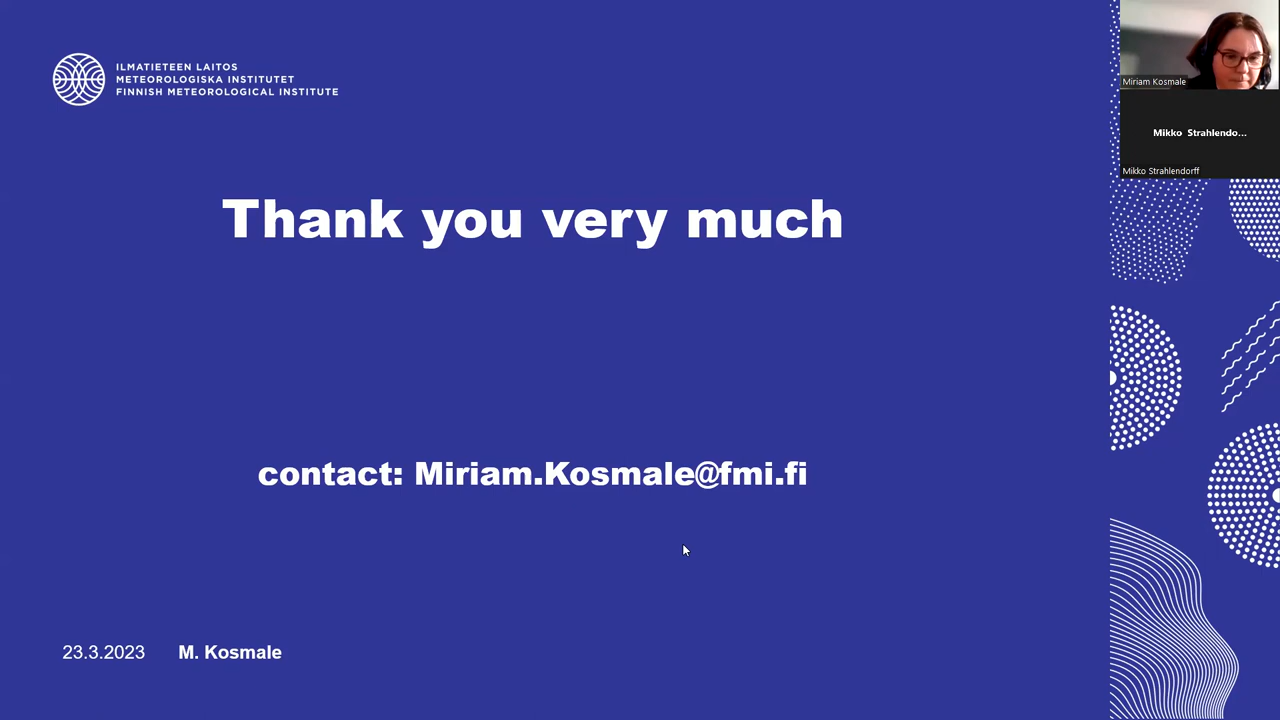 ILMATIETEEN LAITOS
METEOROLOGISKA INSTITUTET
FINNISH METEOROLOGICAL INSTITUTE
Miriam Kosmale
Mikko Strahlendo...
Mikko Strahlendorff
Thank you very much
contact: Miriam.Kosmale@fmi.fi
23.3.2023 M. Kosmale